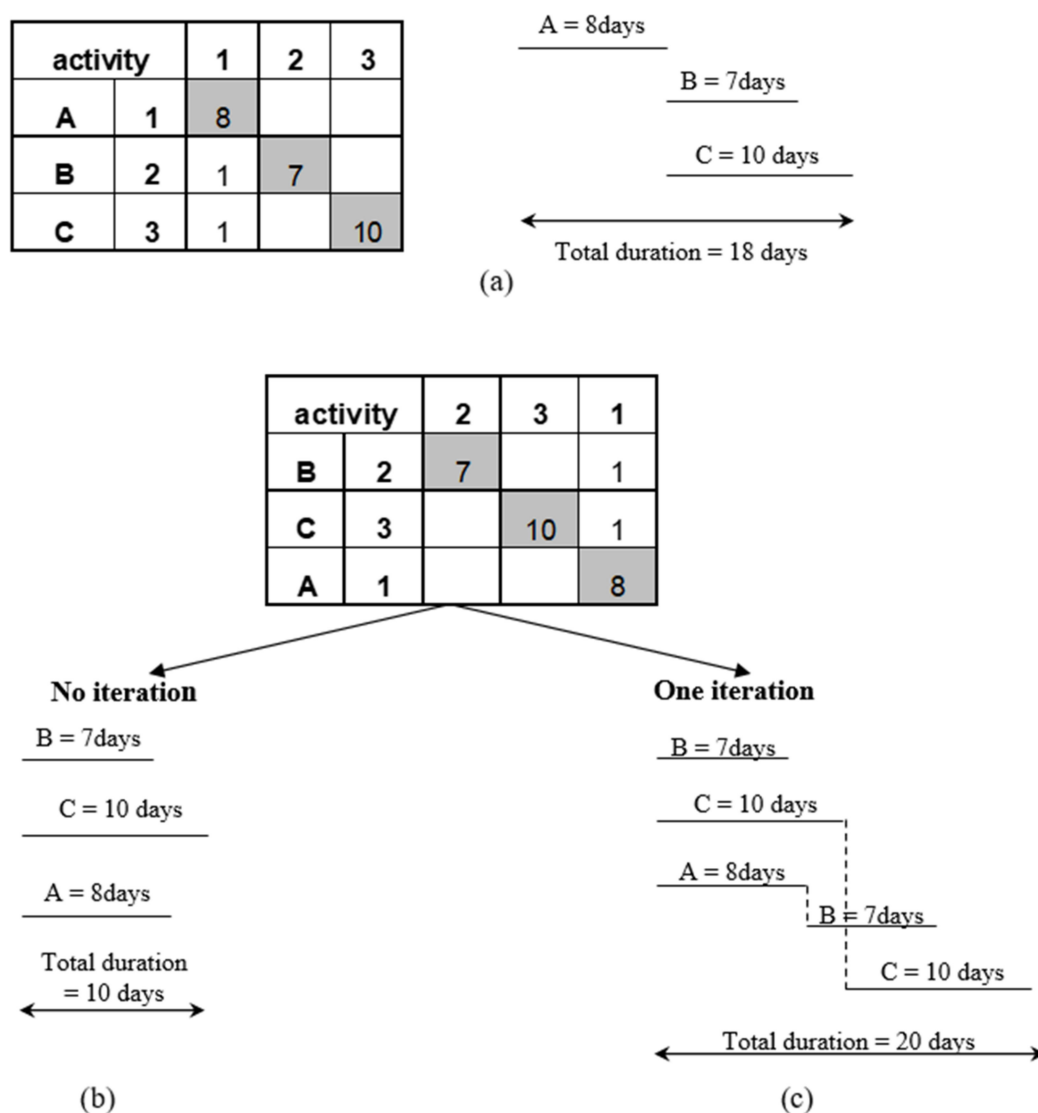 activity 1 2 3
A 1 8
B 2 1 7
C 3 1 10
A = 8days
B = 7days
C = 10 days
Total duration = 18 days
(a)
activity 2 3 1
B 2 7 1
C 3 10 1
A 1 8
No iteration
B = 7days
C = 10 days
A = 8days
Total duration
= 10 days
(b)
One iteration
B = 7days
C = 10 days
A = 8days
B = 7days
C = 10 days
Total duration = 20 days
(c)